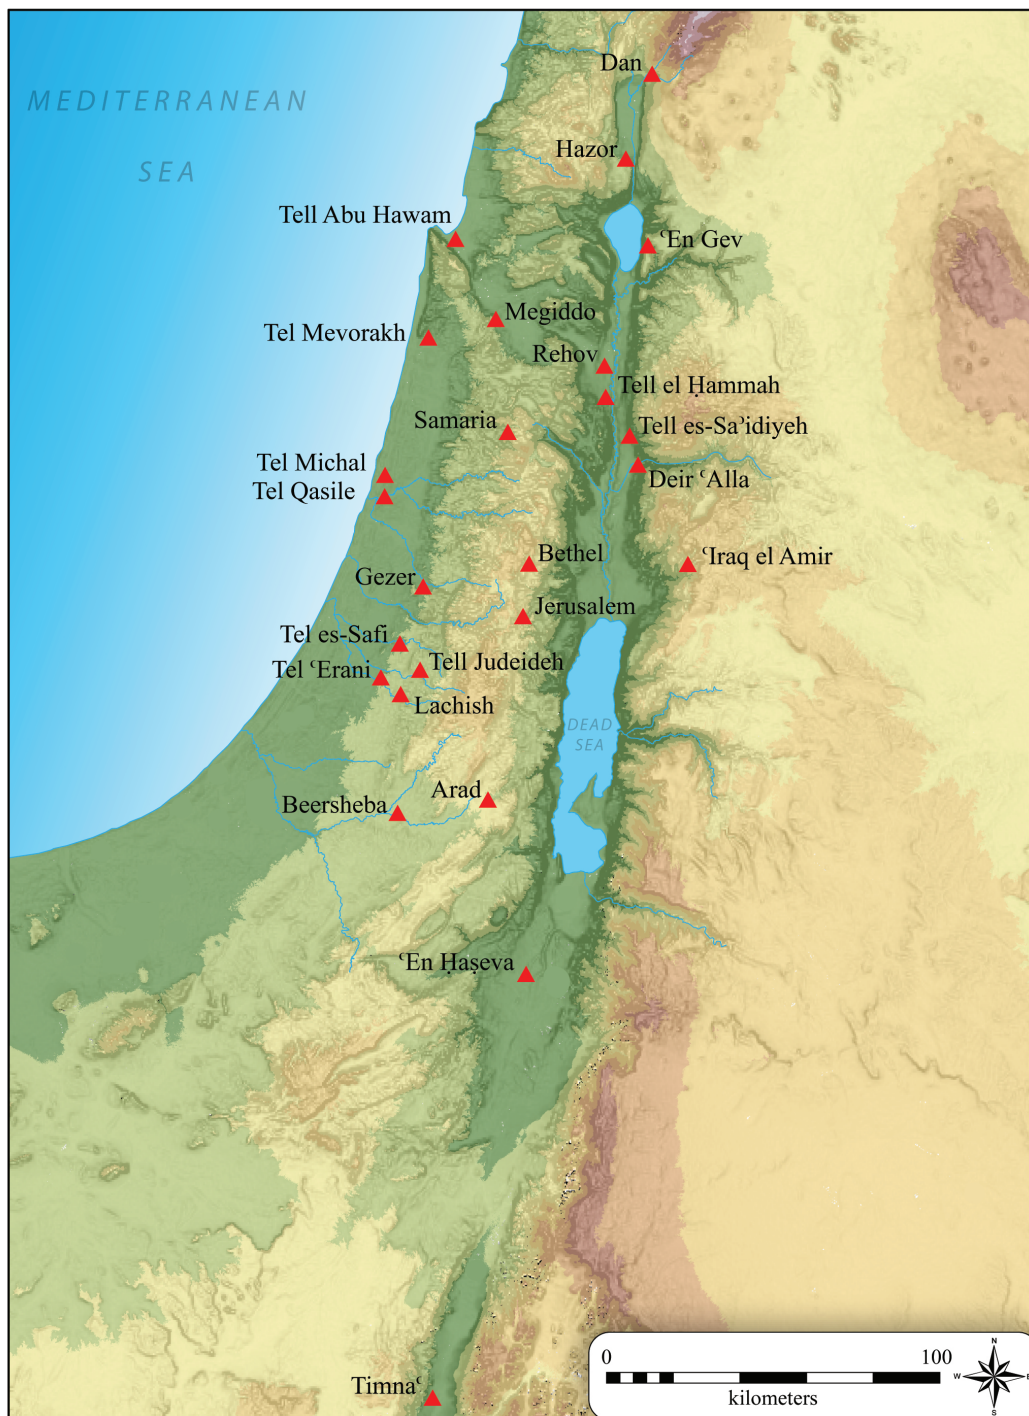 MEDITERRANEAN
SEA
Dan
Hazor
Tell Abu Hawam
ʿEn Gev
Megiddo
Tel Mevorakh
Rehov
Tell el Ḥammah
Samaria
Tell es-Saʾidiyeh
Tel Michal
Deir ʿAlla
Tel Qasile
Bethel
ʿIraq el Amir
Gezer
Jerusalem
Tel es-Safi
Tell Judeideh
Tel ʿErani
Lachish
DEAD
SEA
Arad
Beersheba
ʿEn Ḥaṣeva
Timnaʿ
0 100
kilometers
N
W E
S